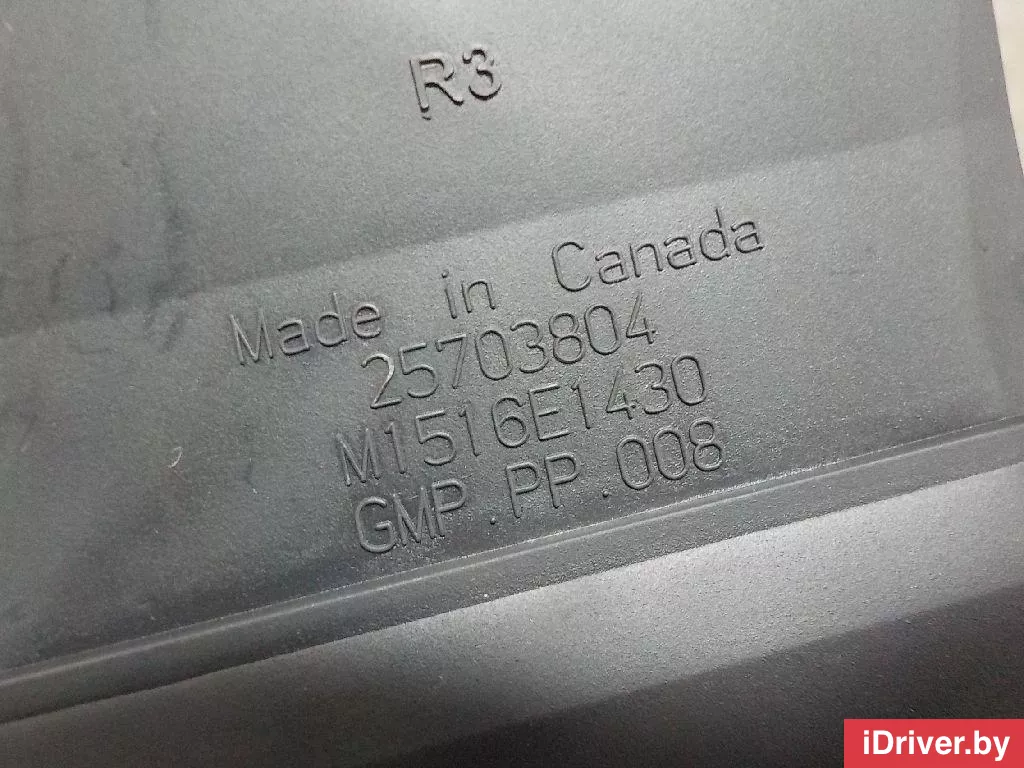 R3
Made in Canada
25703804
M1516E1430
GMP.PP.008
iDriver.by